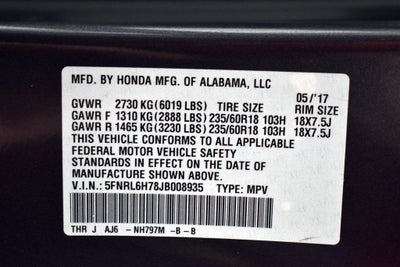 MFD. BY HONDA MFG. OF ALABAMA, LLC
05/'17
GVWR 2730 KG (6019 LBS) TIRE SIZE RIM SIZE
GAWR F 1310 KG (2888 LBS) 235/60R18 103H 18X7.5J
GAWR R 1465 KG (3230 LBS) 235/60R18 103H 18X7.5J
THIS VEHICLE CONFORMS TO ALL APPLICABLE
FEDERAL MOTOR VEHICLE SAFETY
STANDARDS IN EFFECT ON THE DATE OF
MANUFACTURE SHOWN ABOVE.
V.I.N.: 5FNRL6H78JB008935 TYPE: MPV
THR J AJ6 - NH797M -B - B